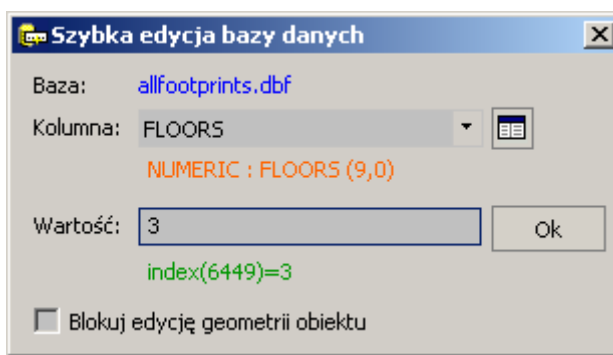 Szybka edycja bazy danych
Baza: allfootprints.dbf
Kolumna: FLOORS
NUMERIC : FLOORS (9,0)
Wartość: 3 Ok
index(6449)=3
Blokuj edycję geometrii obiektu